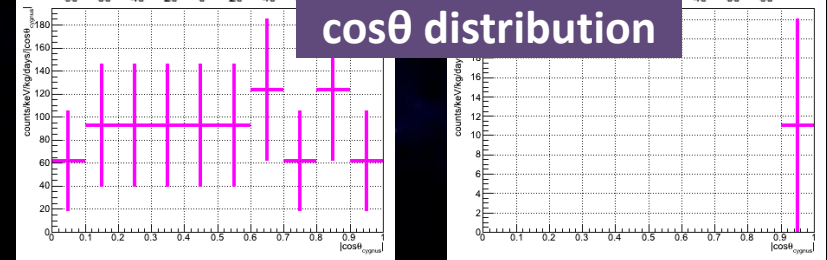 cosθ distribution
counts/keV/kg/days/|cosθ cygnus
180
160
140
120
100
80
60
40
20
0
0.1 0.2 0.3 0.4 0.5 0.6 0.7 0.8 0.9 1
|cosθcygnus|
counts/keV/kg/days
18
16
14
12
10
8
6
4
2
0
0 0.1 0.2 0.3 0.4 0.5 0.6 0.7 0.8 0.9 1
|cosθcygnus|